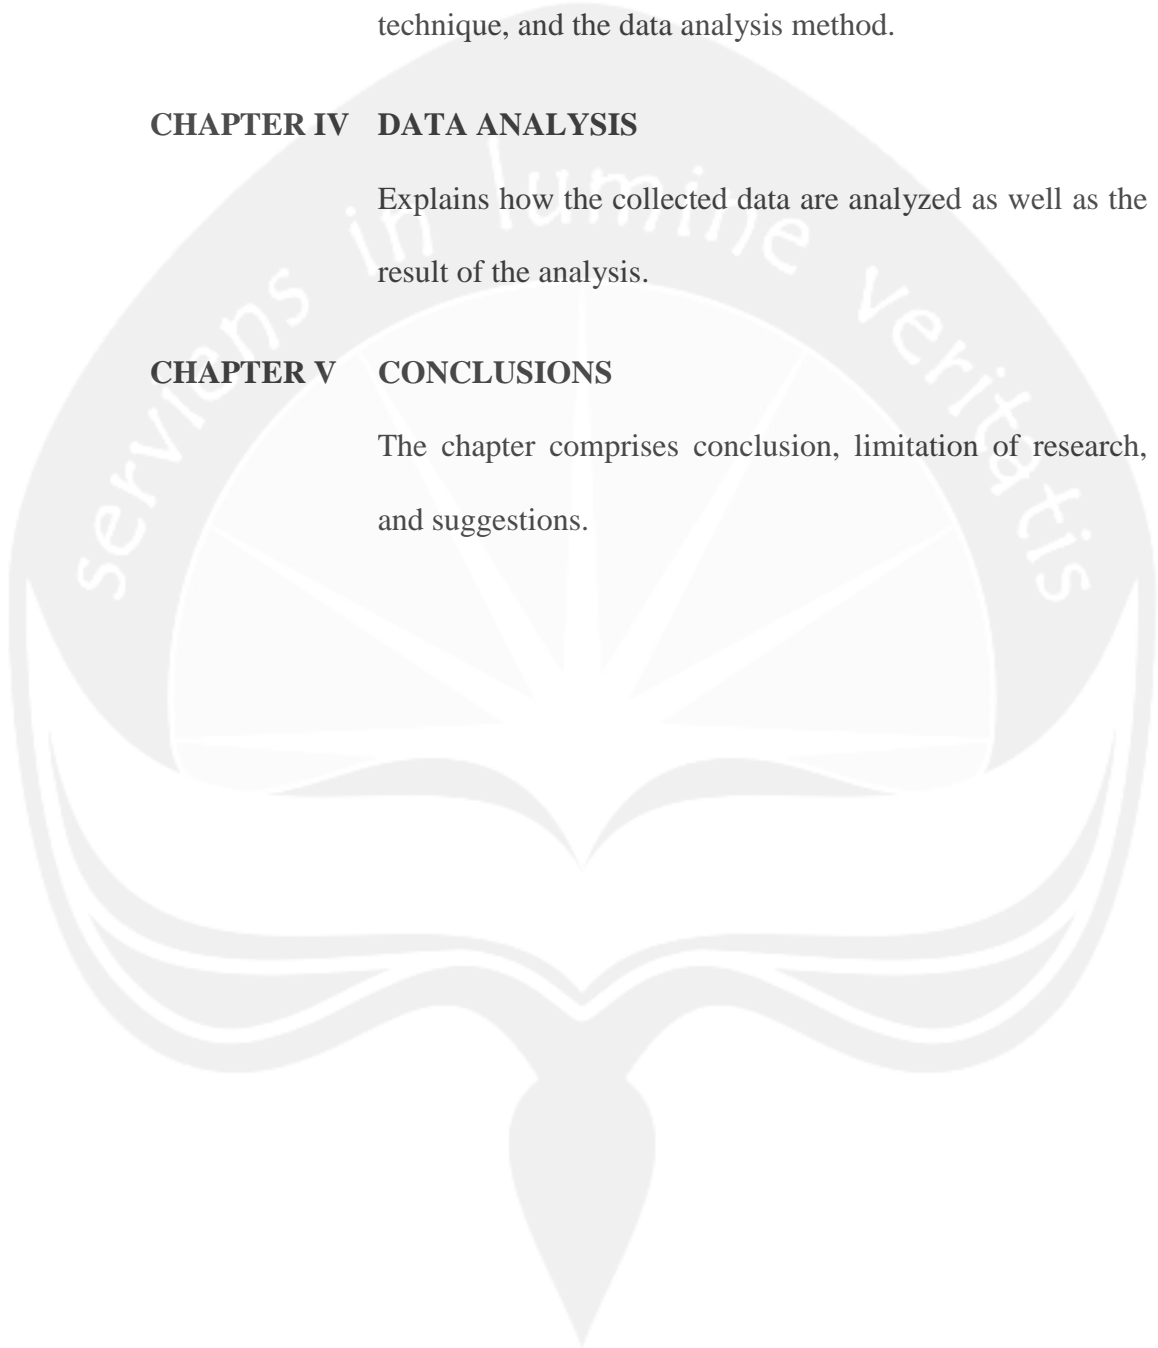 technique, and the data analysis method.
CHAPTER IV DATA ANALYSIS
Explains how the collected data are analyzed as well as the
result of the analysis.
CHAPTER V CONCLUSIONS
The chapter comprises conclusion, limitation of research,
and suggestions.
serviens in lumine veritatis